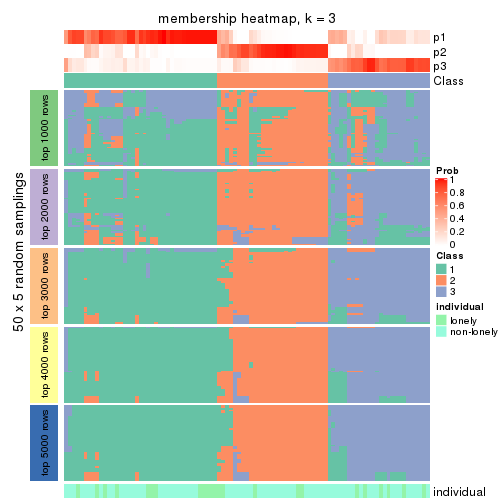 membership heatmap, k = 3
p1
p2
p3
Class
50 x 5 random samplings
top 1000 rows
top 2000 rows
top 3000 rows
top 4000 rows
top 5000 rows
individual
Prob
1
0.8
0.6
0.4
0.2
0
Class
1
2
3
individual
lonely
non-lonely